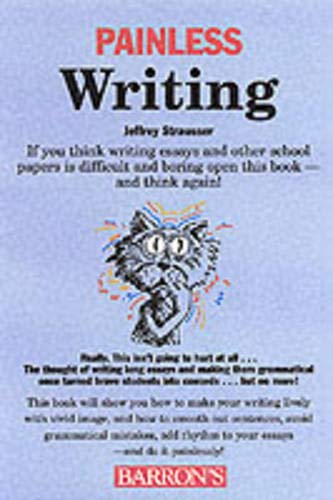 PAINLESS
Writing
Jeffrey Strausser
If you think writing essays and other school
papers is difficult and boring open this book —
and think again!
Really. This isn't going to hurt at all . . .
The thought of writing long essays and making them grammatical
once turned brave students into cowards . . . but no more!
This book will show you how to make your writing lively
with vivid image, and how to smooth out sentences, avoid
grammatical mistakes, add rhythm to your essays
—and do it painlessly!
BARRON'S